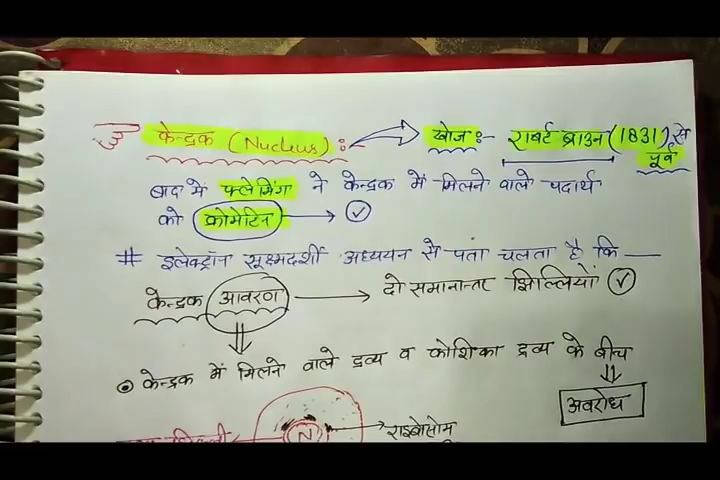 केन्द्रक (Nucleus) :- खोज :- राबर्ट ब्राउन (1831) से पूर्व
बाद में फ्लेमिंग ने केन्द्रक में मिलने वाले पदार्थ
को क्रोमेटिन
# इलेक्ट्रॉन सूक्ष्मदर्शी अध्ययन से पता चलता है कि —
केन्द्रक आवरण दो समानान्तर झिल्लियों
केन्द्रक में मिलने वाले द्रव्य व कोशिका द्रव्य के बीच
अवरोध
N राइबोसोम